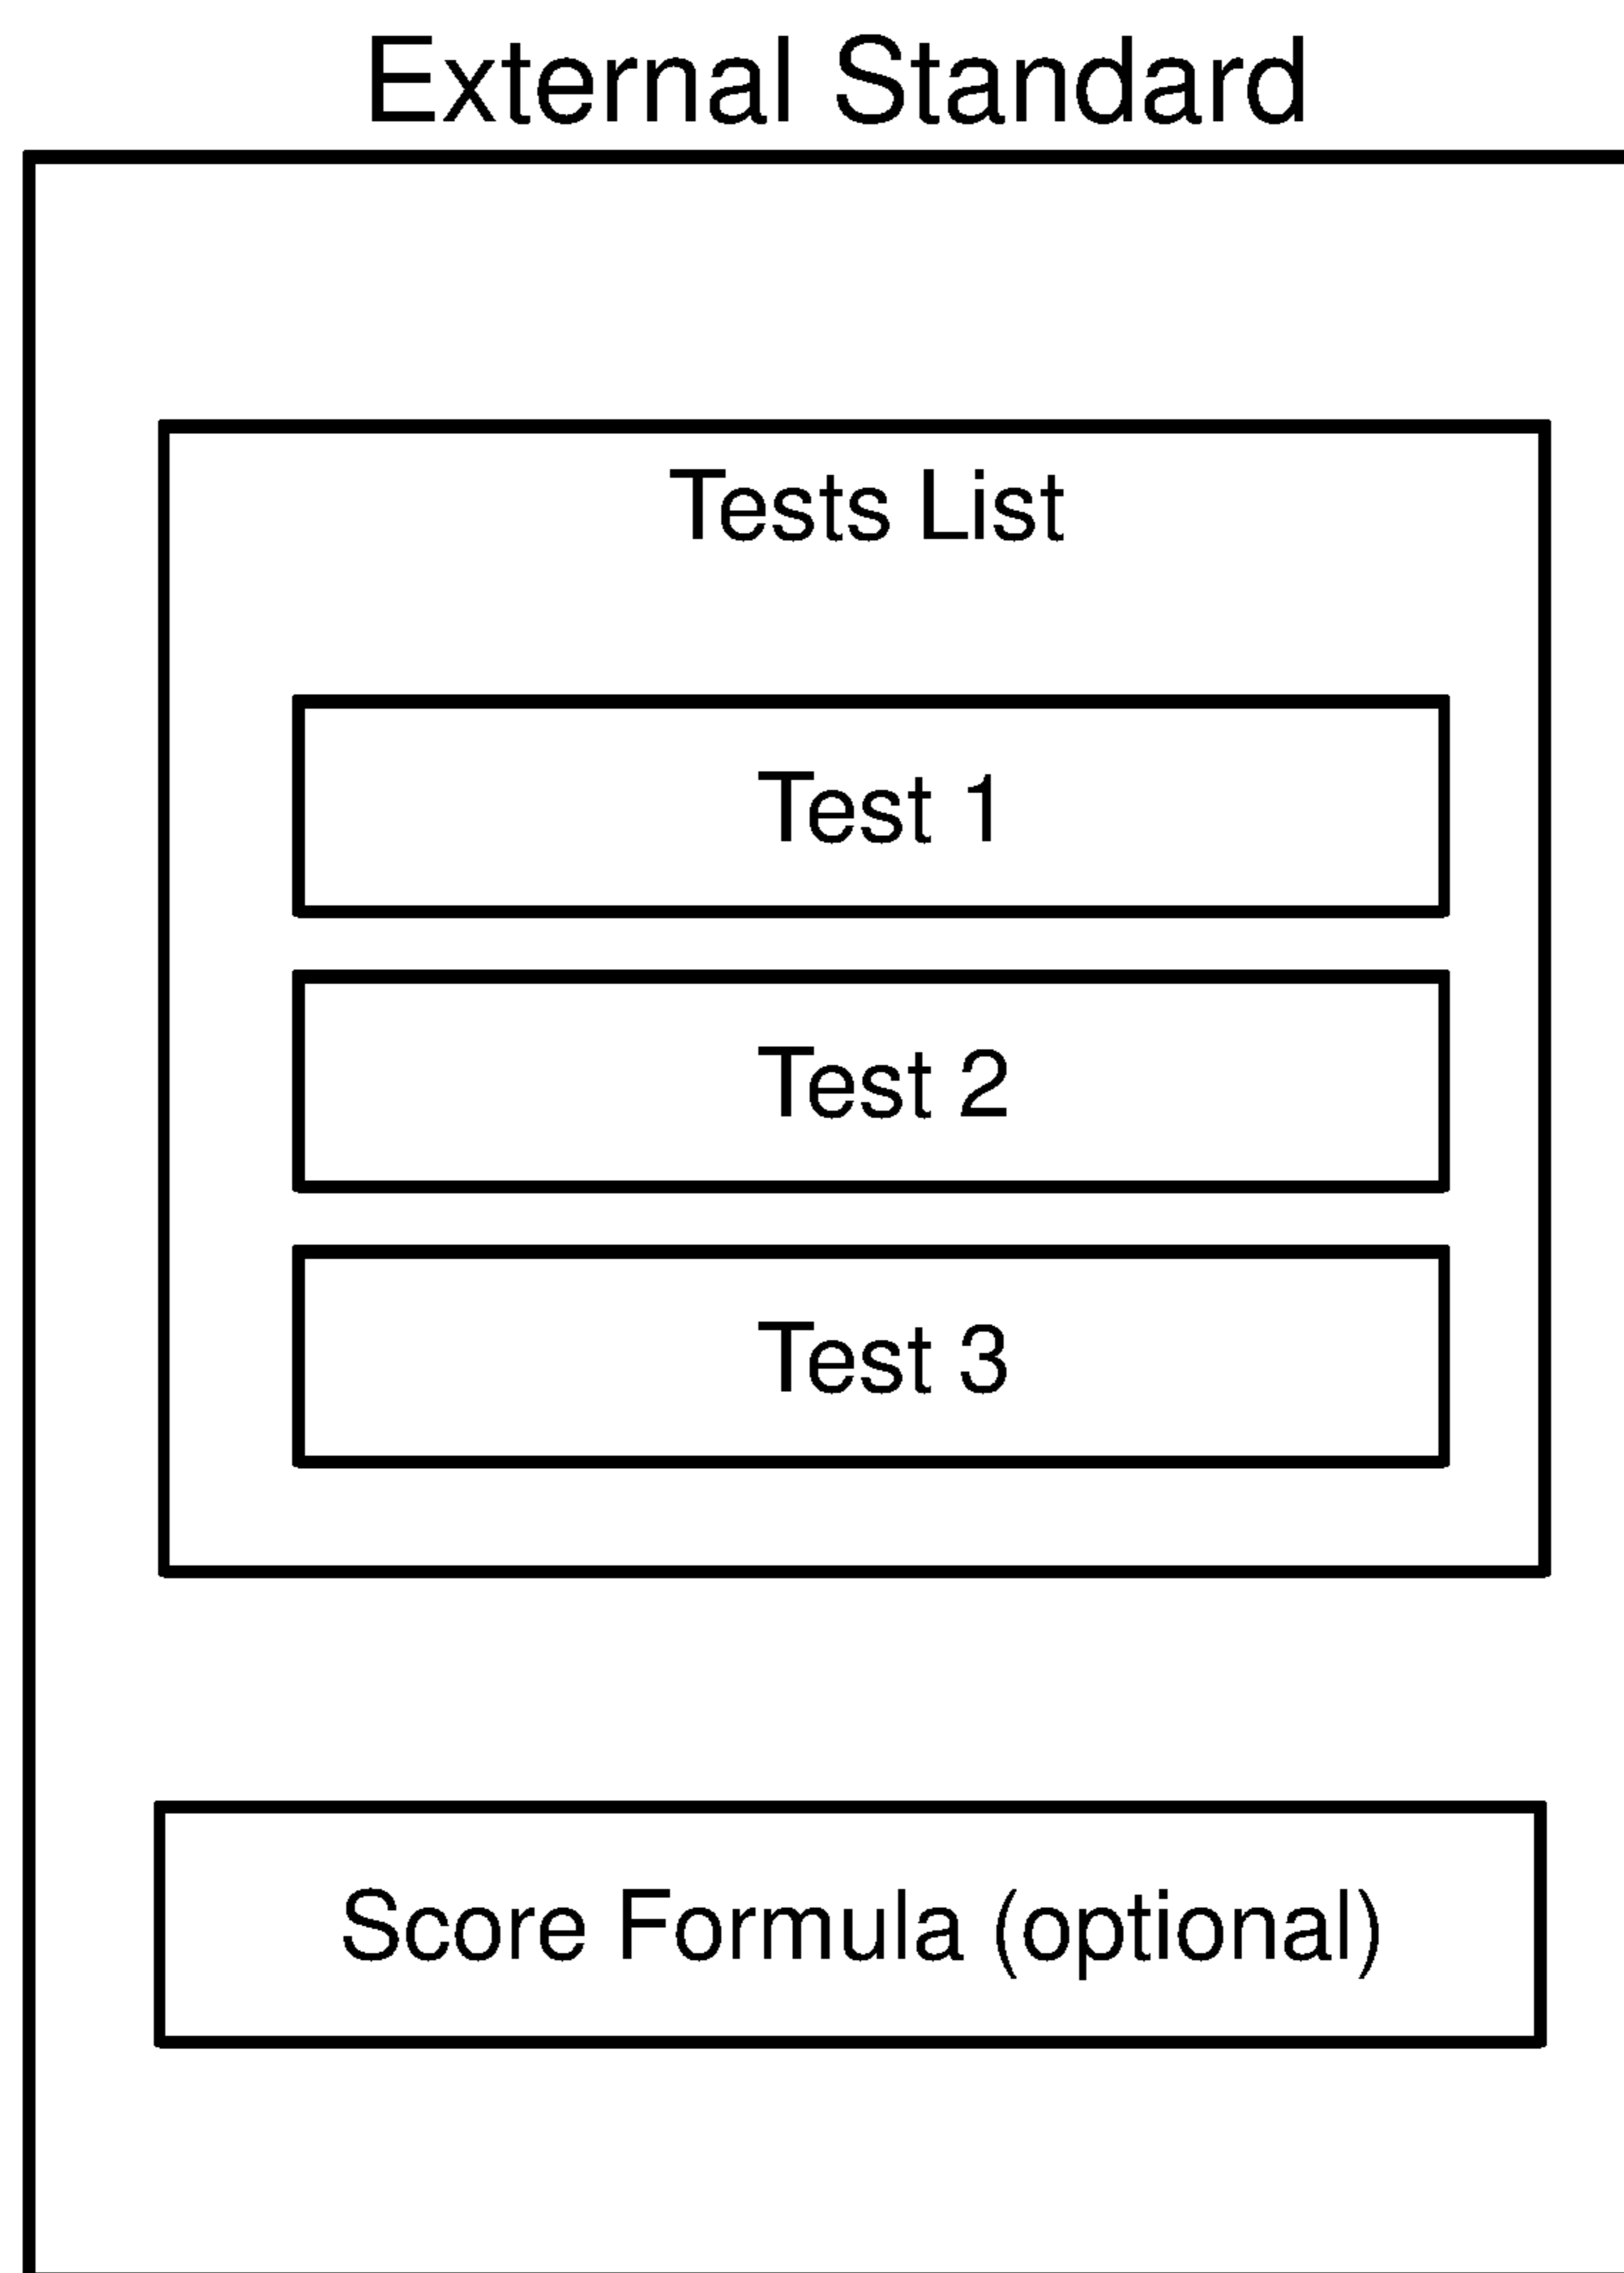 External Standard
Tests List
Test 1
Test 2
Test 3
Score Formula (optional)